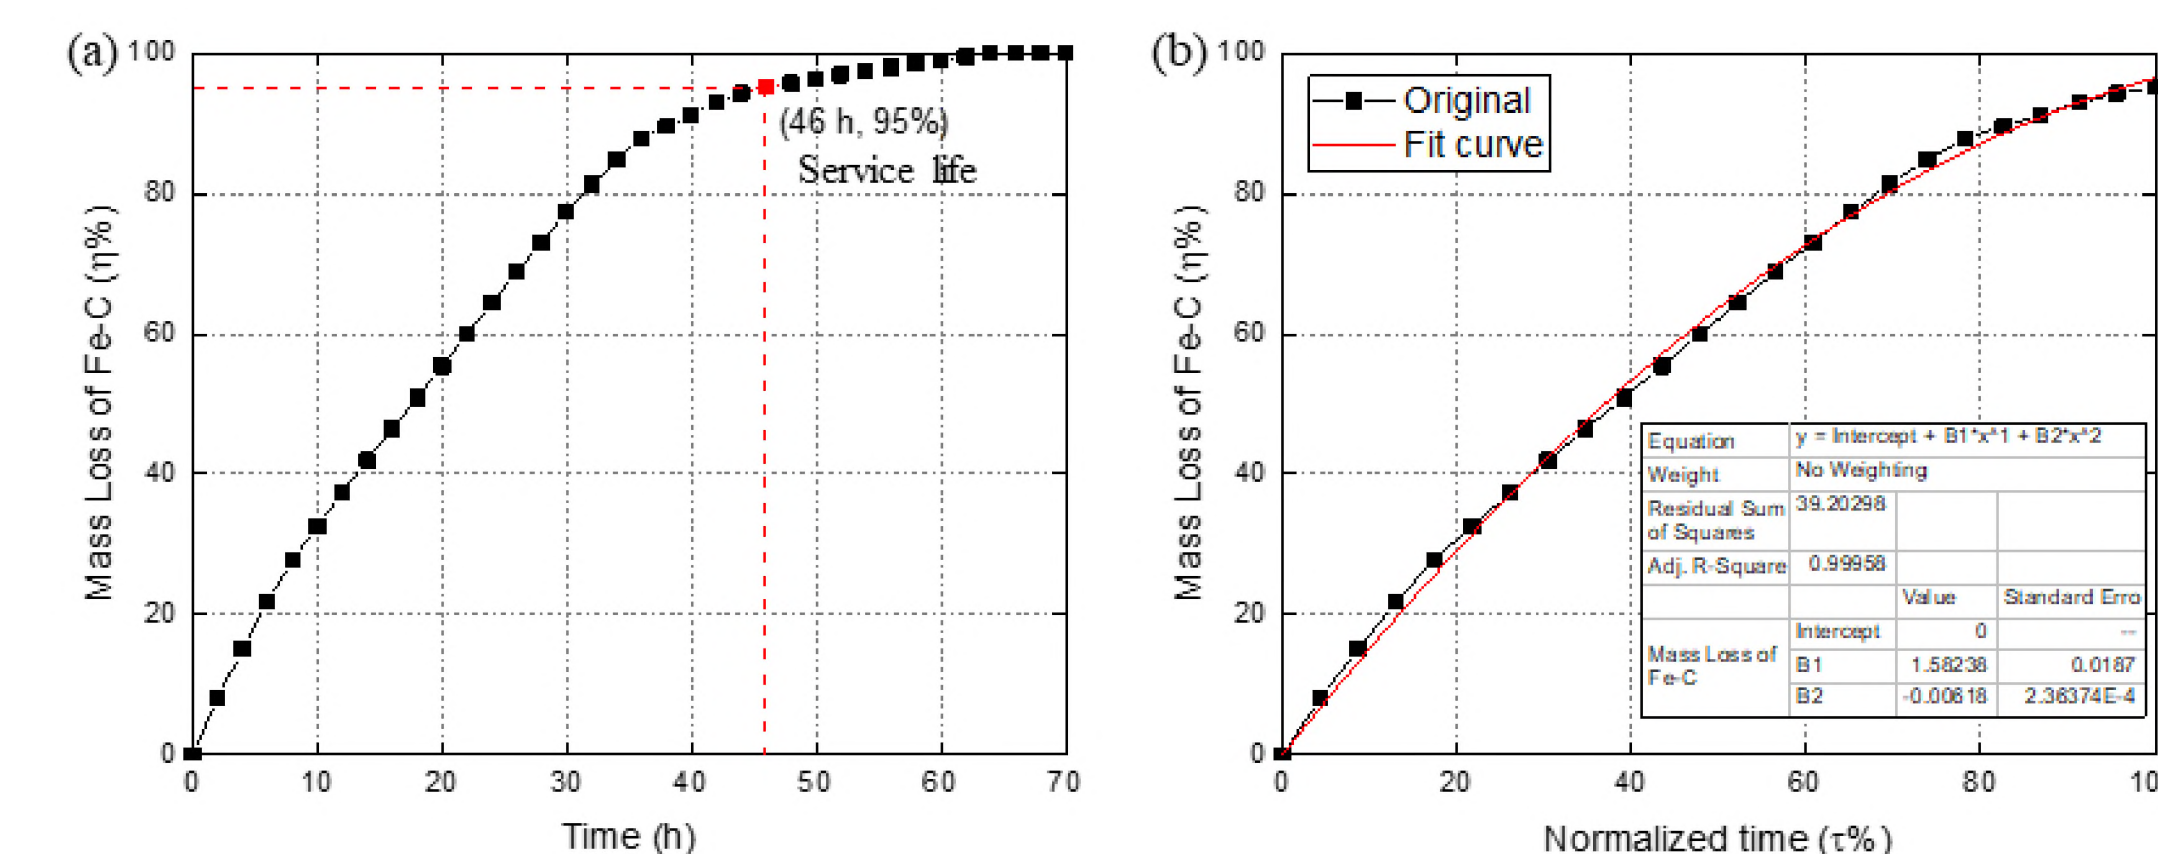 (a)
100
80
60
40
20
0
0 10 20 30 40 50 60 70
Mass Loss of Fe-C (η%)
Time (h)
(46 h, 95%)
Service life
(b)
100
80
60
40
20
0
0 20 40 60 80 10
Mass Loss of Fe-C (η%)
Normalized time (τ%)
Original
Fit curve
Equation y = Intercept + B1*x^1 + B2*x^2
Weight No Weighting
Residual Sum of Squares 39.20298
Adj. R-Square 0.99958
Value Standard Erro
Mass Loss of Fe-C
Intercept 0 --
B1 1.58238 0.0187
B2 -0.00618 2.36374E-4